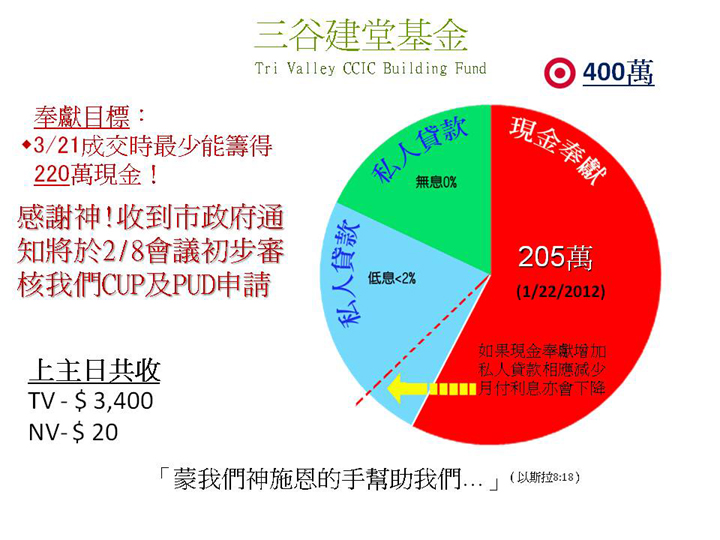 三谷建堂基金
Tri Valley CCIC Building Fund
400萬
奉獻目標：
3/21成交時最少能籌得
220萬現金！
感謝神!收到市政府通
知將於2/8會議初步審
核我們CUP及PUD申請
上主日共收
TV - $ 3,400
NV- $ 20
私人貸款
無息0%
現金奉獻
205萬
(1/22/2012)
私人貸款
低息<2%
如果現金奉獻增加
私人貸款相應減少
月付利息亦會下降
「蒙我們神施恩的手幫助我們…」（以斯拉8:18）